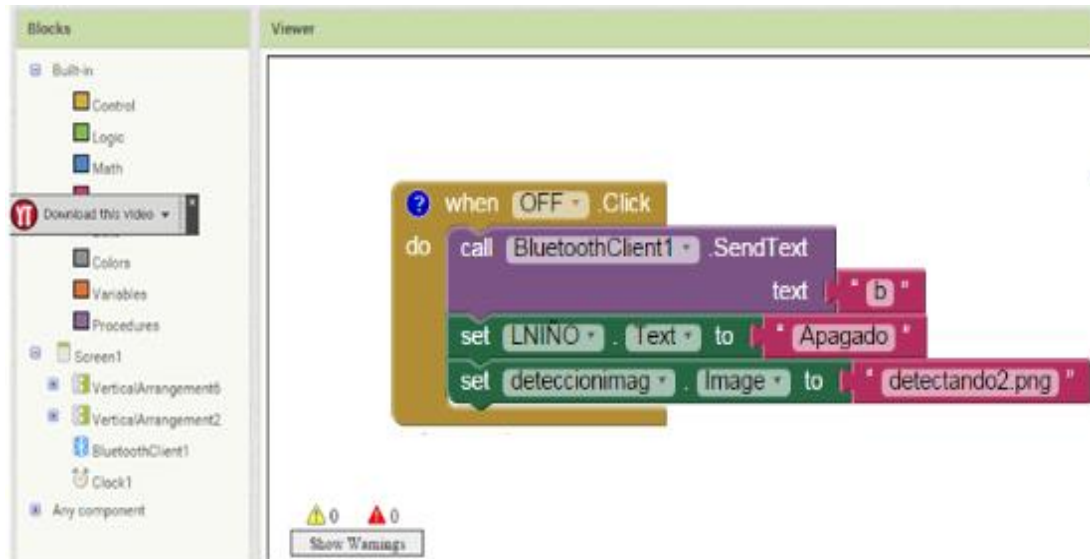 Blocks
Viewer
Built-in
Control
Logic
Math
Download this video
Colors
Variables
Procedures
Screen1
VerticalArrangement6
VerticalArrangement2
BluetoothClient1
Clock1
Any component
? when OFF .Click
do call BluetoothClient1 .SendText
text " b "
set LNIÑO . Text to " Apagado "
set deteccionimag . Image to " detectando2.png "
0 0
Show Warnings